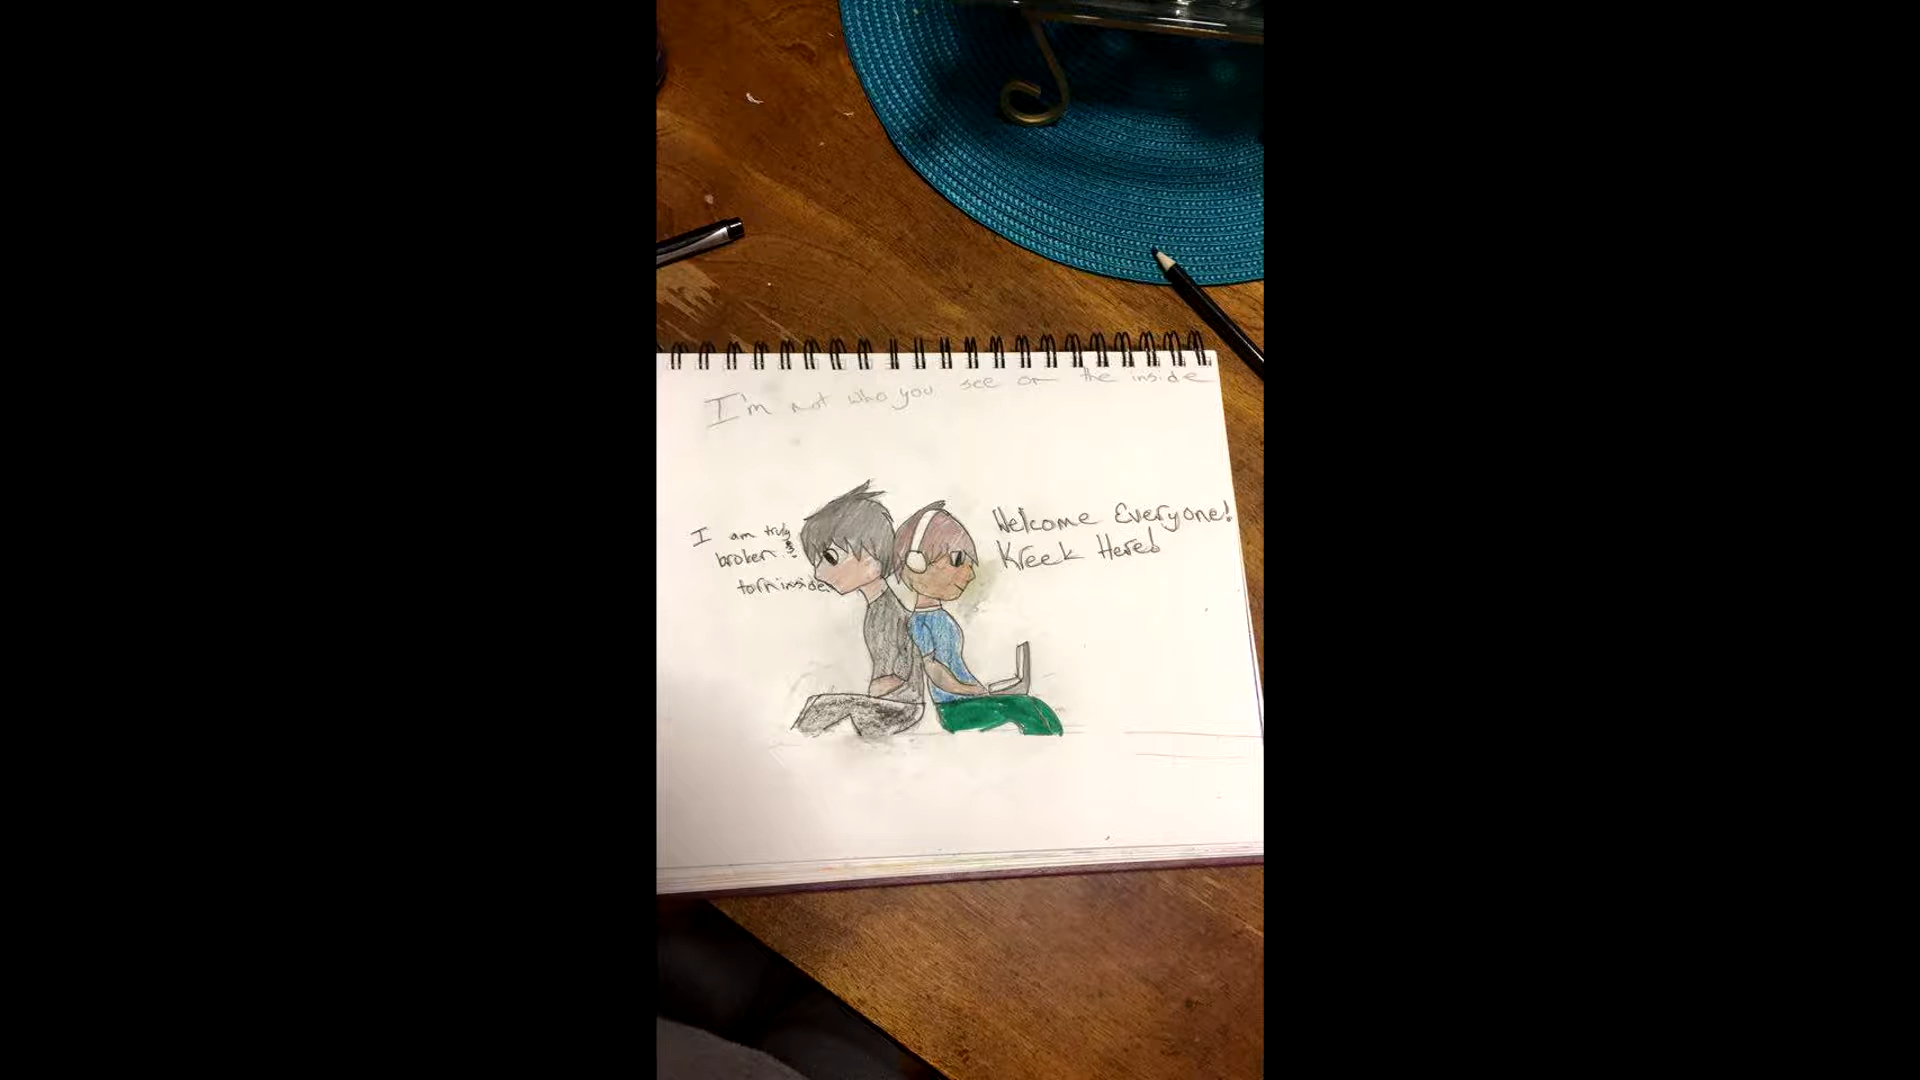 I'm not who you see on the inside
I am truly
broken &
torn inside.
Welcome Everyone!
Kreek Here!